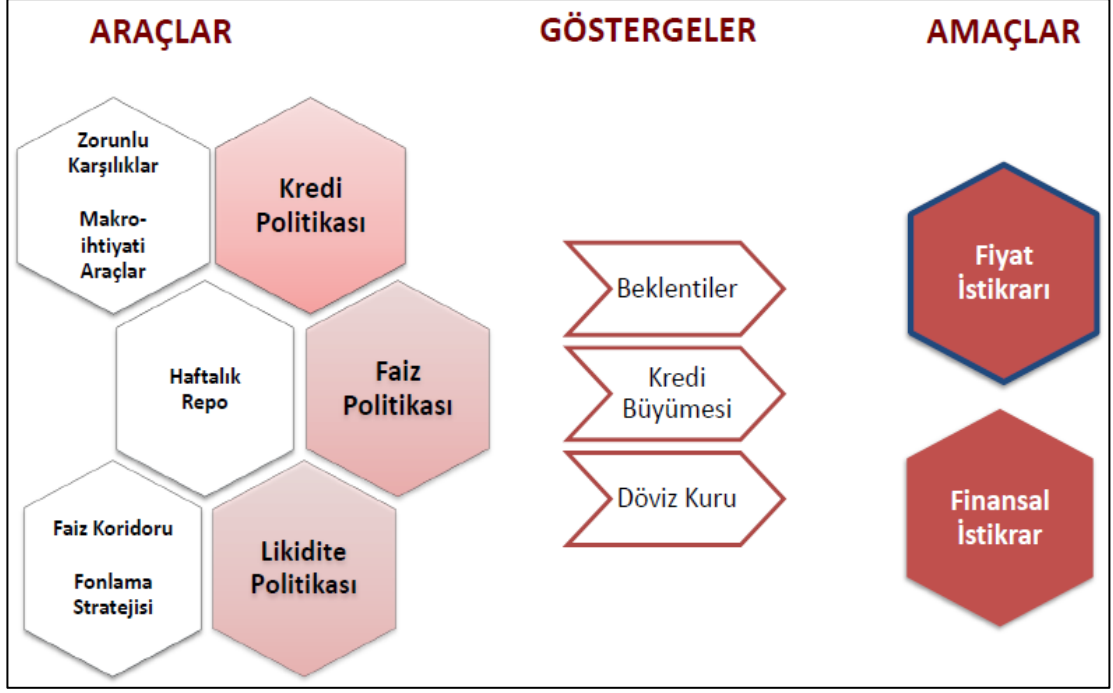 ARAÇLAR
GÖSTERGELER
AMAÇLAR
Zorunlu
Karşılıklar
Makro-
ihtiyati
Araçlar
Kredi
Politikası
Haftalık
Repo
Faiz
Politikası
Faiz Koridoru
Fonlama
Stratejisi
Likidite
Politikası
Beklentiler
Kredi
Büyümesi
Döviz Kuru
Fiyat
İstikrarı
Finansal
İstikrar